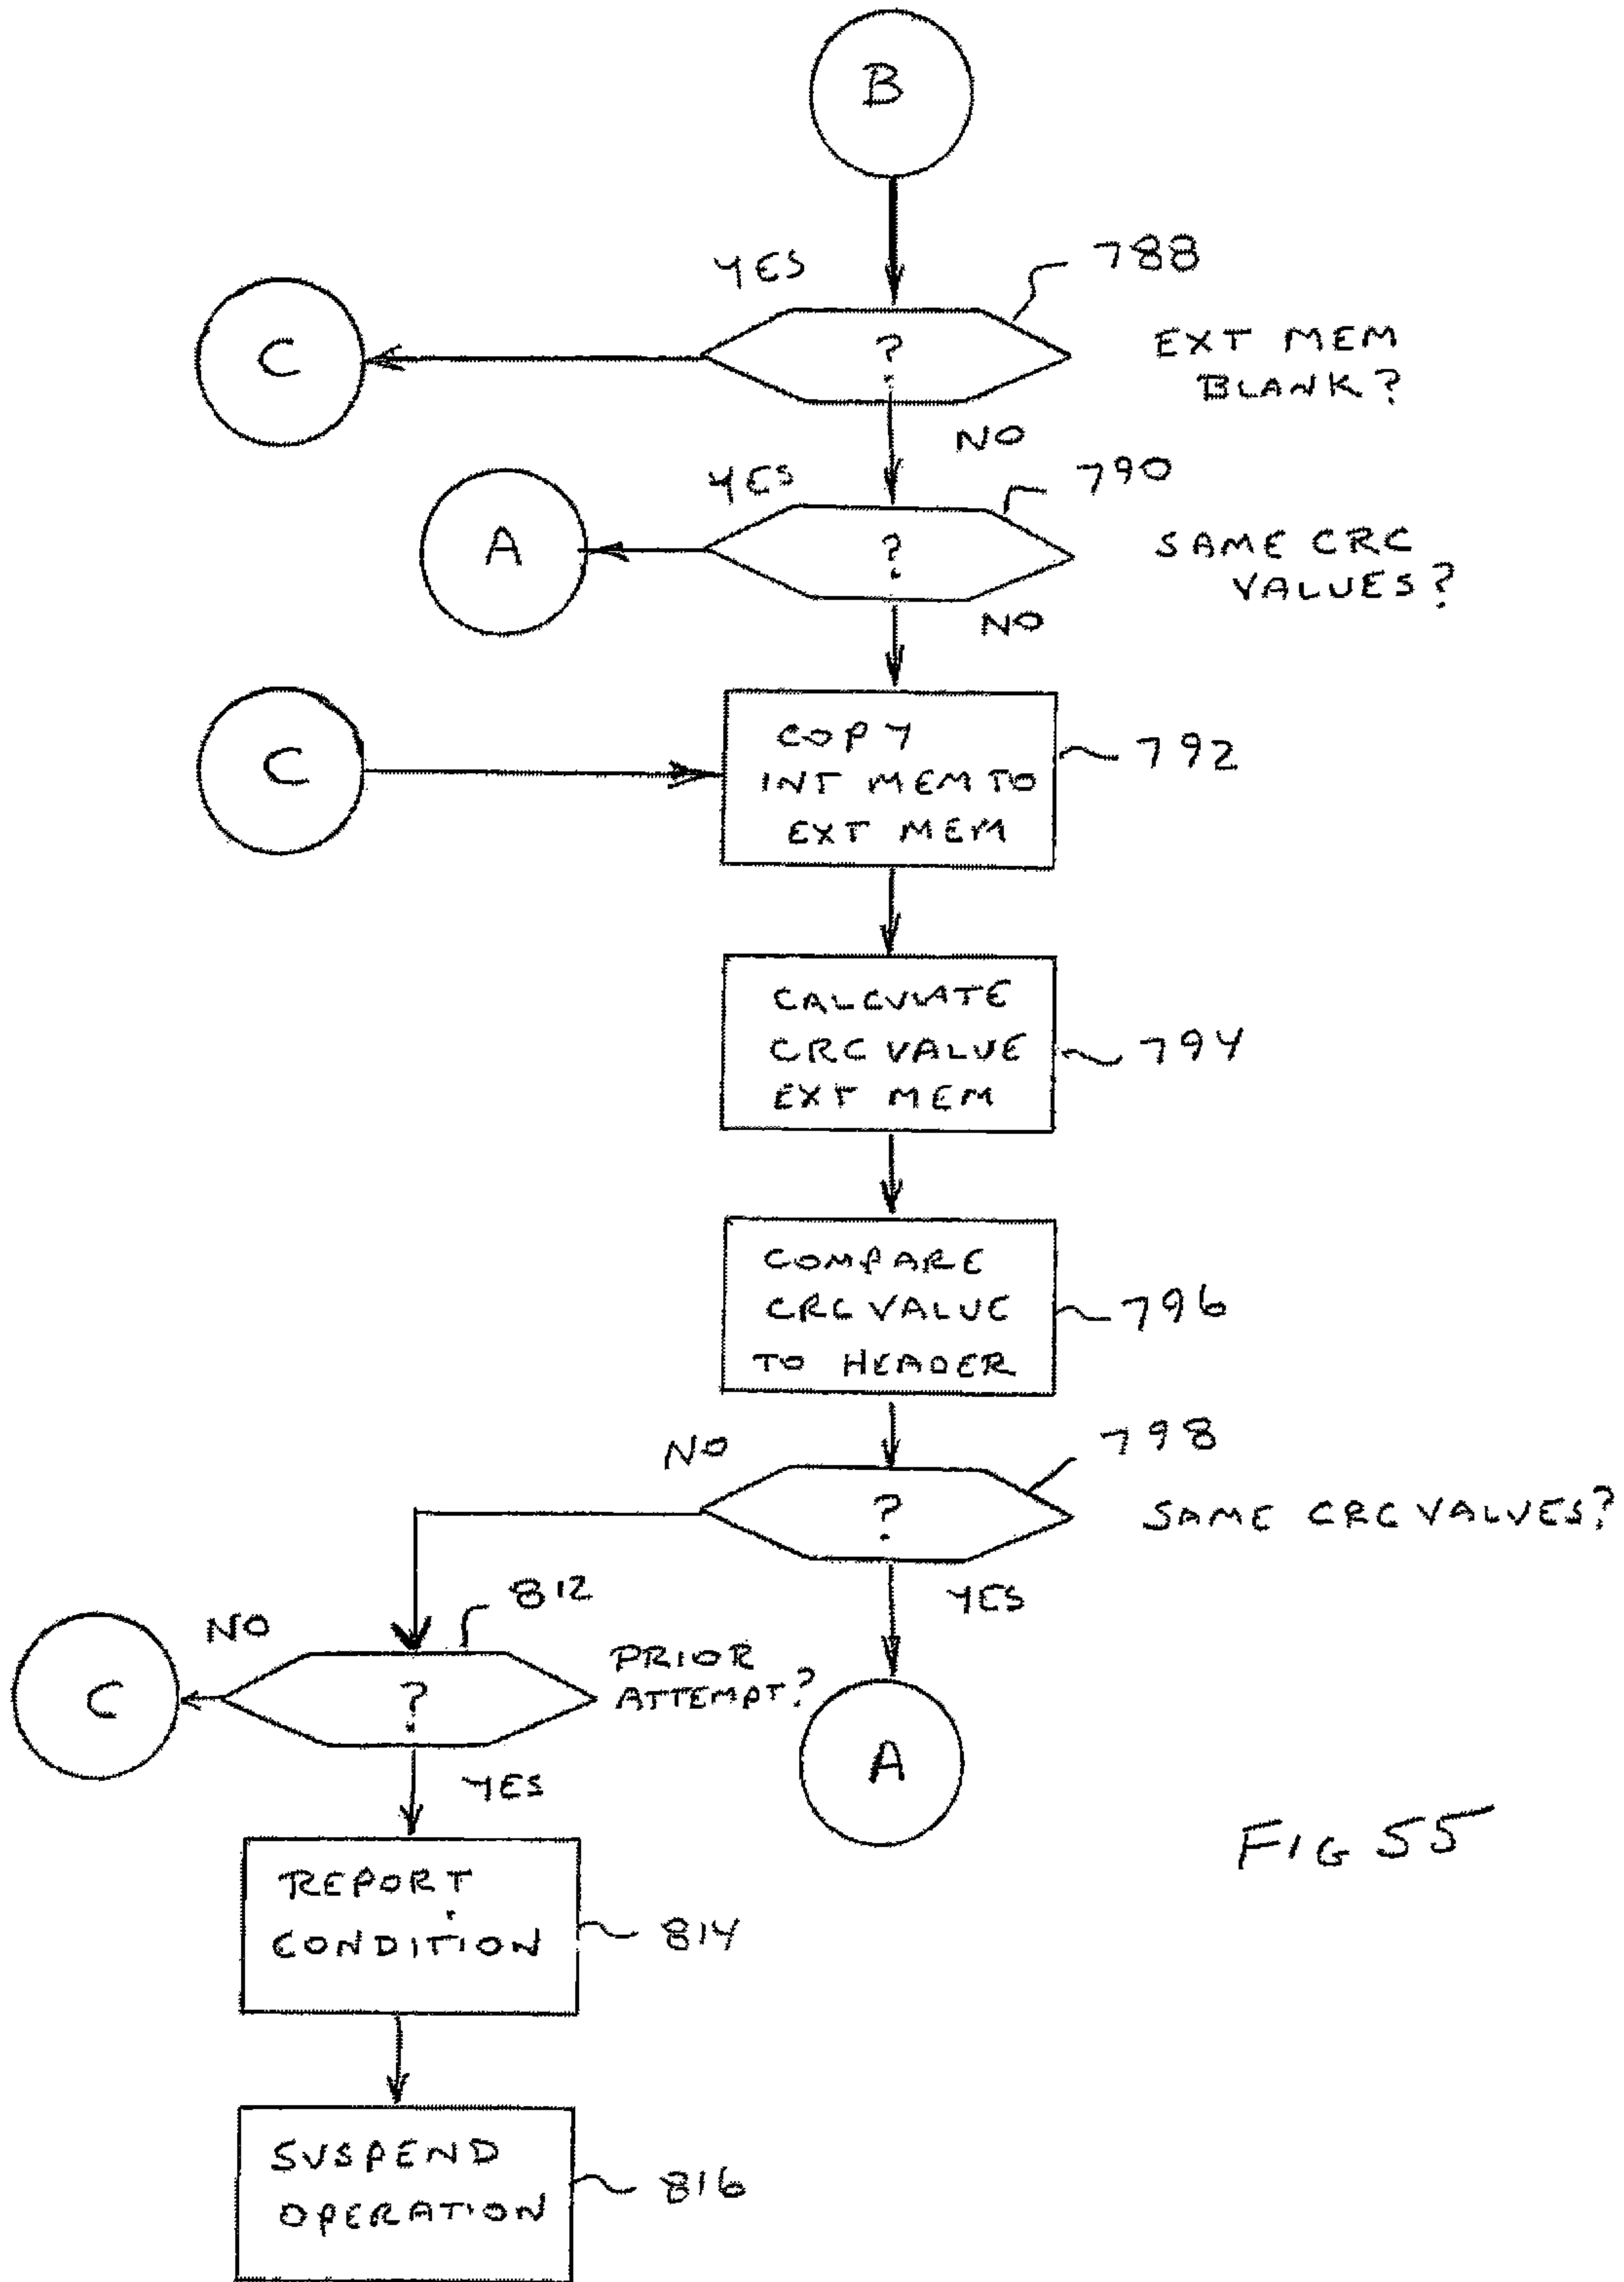 B
YES
788
C
?
EXT MEM
BLANK?
NO
YES
790
A
?
SAME CRC
VALUES?
NO
C
COPY
INT MEM TO
EXT MEM
792
CALCULATE
CRC VALUE
EXT MEM
794
COMPARE
CRC VALUE
TO HEADER
796
NO
798
?
SAME CRC VALUES?
812
YES
NO
C
?
PRIOR
ATTEMPT?
A
YES
REPORT
CONDITION
814
FIG 55
SUSPEND
OPERATION
816